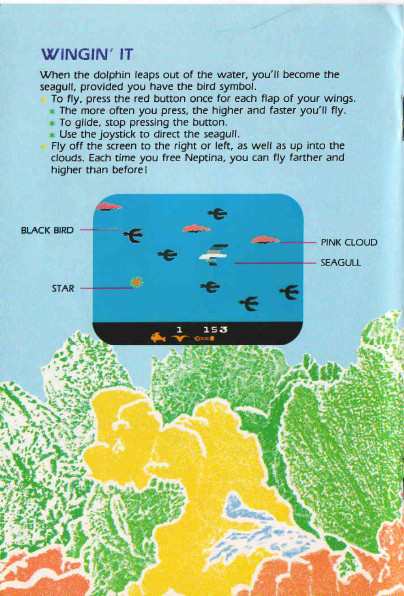 WINGIN' IT
When the dolphin leaps out of the water, you'll become the
seagull, provided you have the bird symbol.
To fly, press the red button once for each flap of your wings.
The more often you press, the higher and faster you'll fly.
To glide, stop pressing the button.
Use the joystick to direct the seagull.
Fly off the screen to the right or left, as well as up into the
clouds. Each time you free Neptina, you can fly farther and
higher than before!
BLACK BIRD
PINK CLOUD
SEAGULL
STAR
1 153